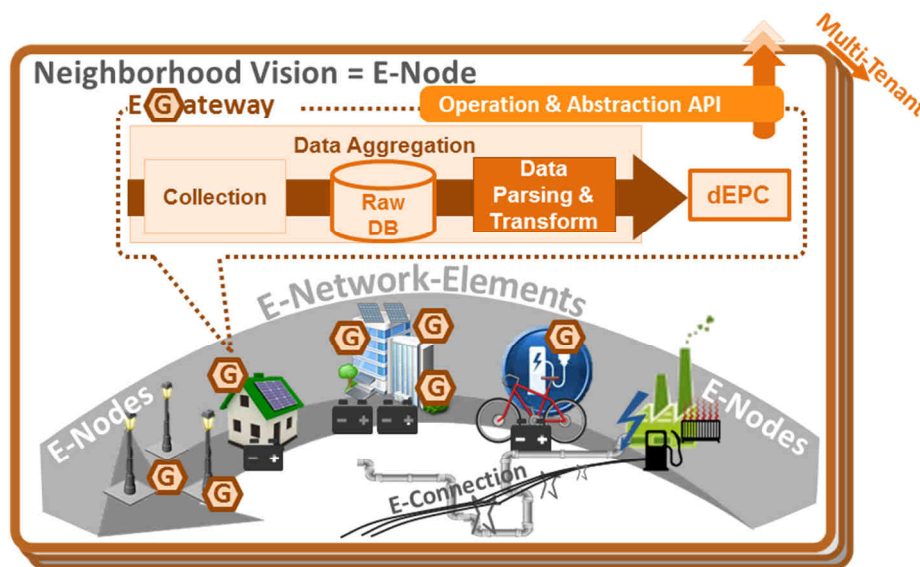 Multi-Tenant
Neighborhood Vision = E-Node
E Gateway
Operation & Abstraction API
Data Aggregation
Collection
Raw
DB
Data
Parsing &
Transform
dEPC
E-Network-Elements
E-Nodes
E-Nodes
G
G
G
G
G
G
G
E-Connection